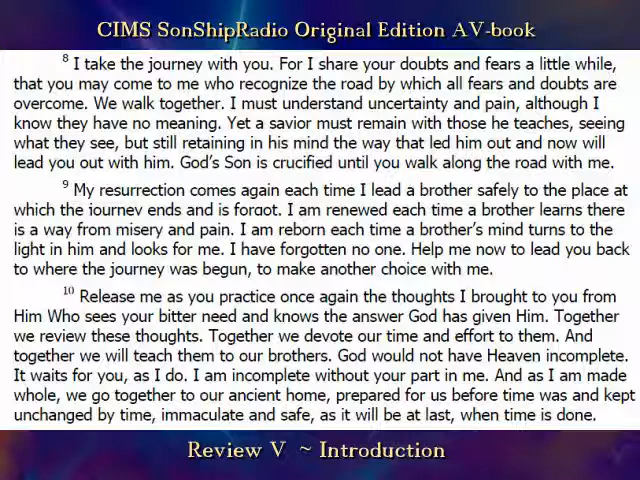 CIMS SonShipRadio Original Edition AV-book
8 I take the journey with you. For I share your doubts and fears a little while,
that you may come to me who recognize the road by which all fears and doubts are
overcome. We walk together. I must understand uncertainty and pain, although I
know they have no meaning. Yet a savior must remain with those he teaches, seeing
what they see, but still retaining in his mind the way that led him out and now will
lead you out with him. God's Son is crucified until you walk along the road with me.
9 My resurrection comes again each time I lead a brother safely to the place at
which the journey ends and is forgot. I am renewed each time a brother learns there
is a way from misery and pain. I am reborn each time a brother's mind turns to the
light in him and looks for me. I have forgotten no one. Help me now to lead you back
to where the journey was begun, to make another choice with me.
10 Release me as you practice once again the thoughts I brought to you from
Him Who sees your bitter need and knows the answer God has given Him. Together
we review these thoughts. Together we devote our time and effort to them. And
together we will teach them to our brothers. God would not have Heaven incomplete.
It waits for you, as I do. I am incomplete without your part in me. And as I am made
whole, we go together to our ancient home, prepared for us before time was and kept
unchanged by time, immaculate and safe, as it will be at last, when time is done.
Review V ~ Introduction